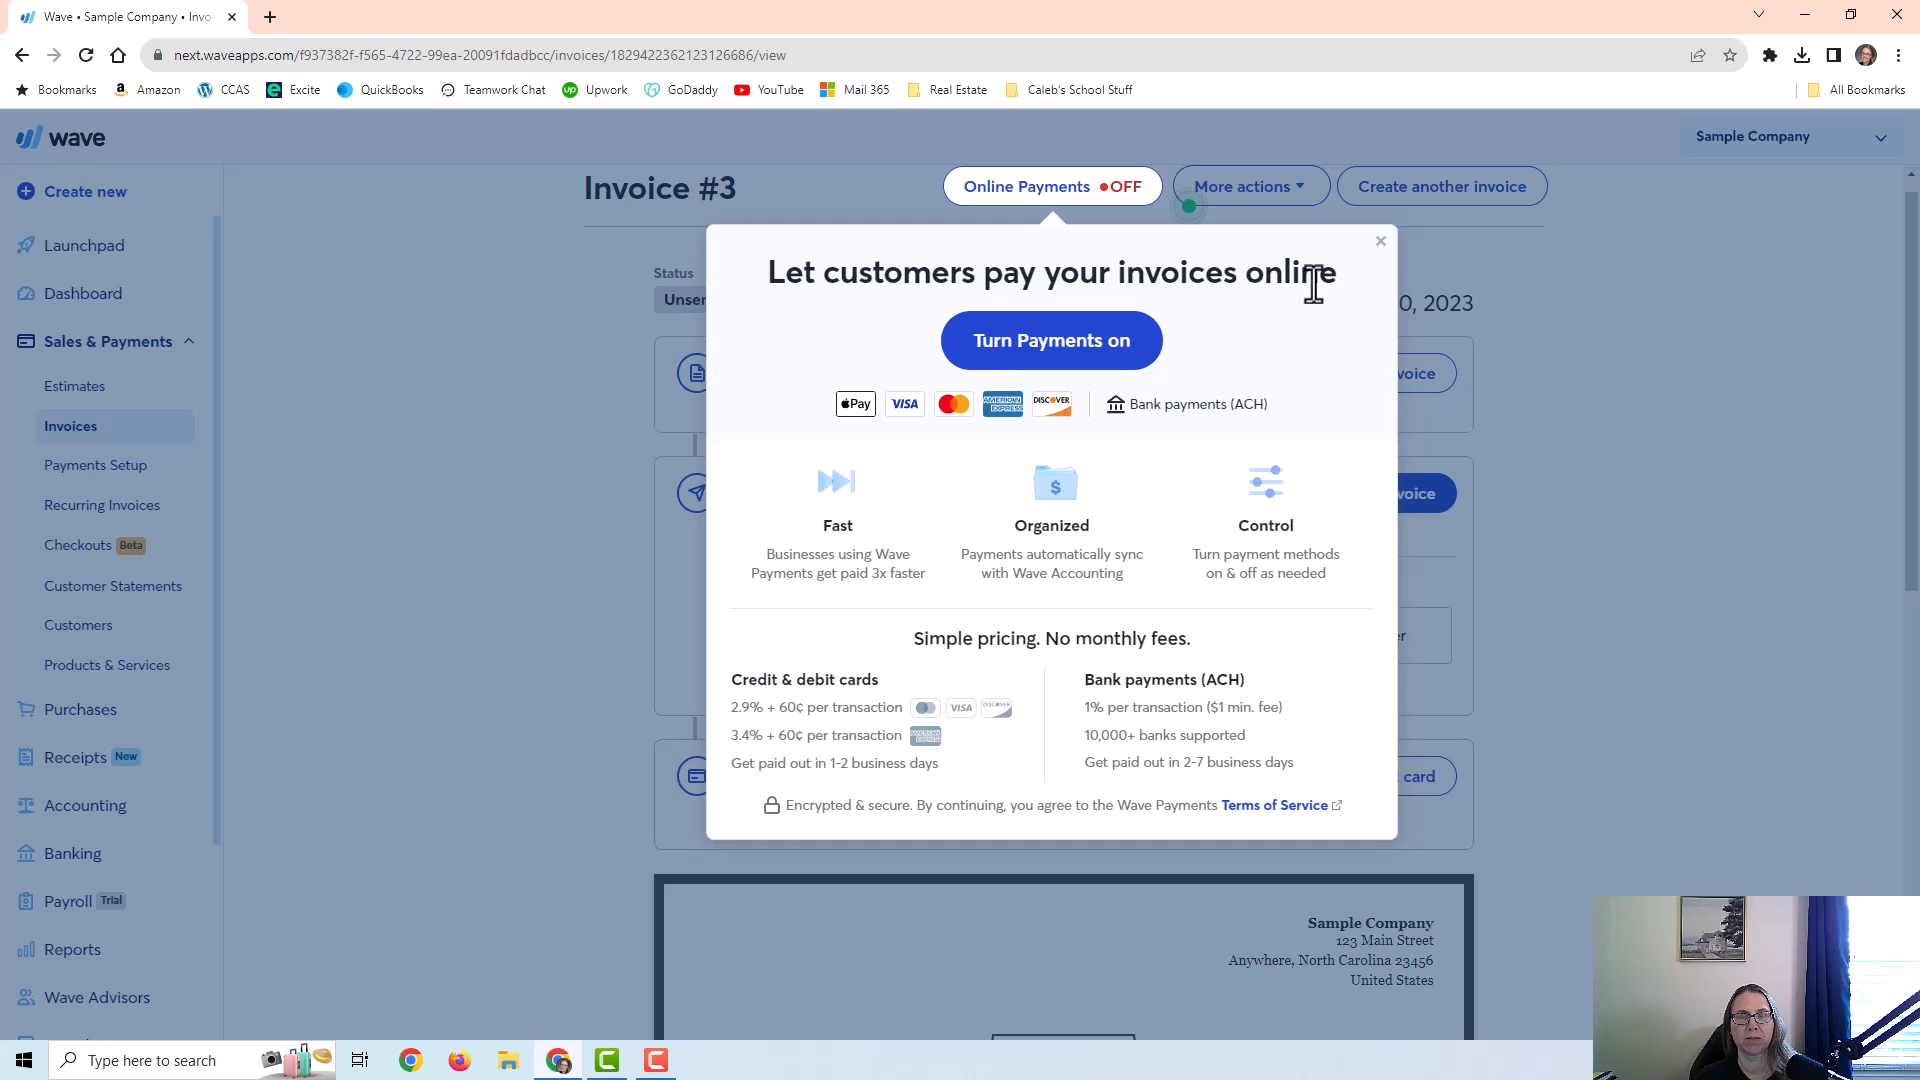 Wave • Sample Company • Invo
next.waveapps.com/f937382f-f565-4722-99ea-20091fdadbcc/invoices/1829422362123126686/view
Bookmarks
Amazon
CCAS
Excite
QuickBooks
Teamwork Chat
Upwork
GoDaddy
YouTube
Mail 365
Real Estate
Caleb's School Stuff
All Bookmarks
wave
Sample Company
Create new
Launchpad
Dashboard
Sales & Payments
Estimates
Invoices
Payments Setup
Recurring Invoices
Checkouts Beta
Customer Statements
Customers
Products & Services
Purchases
Receipts New
Accounting
Banking
Payroll Trial
Reports
Wave Advisors
Invoice #3
Online Payments OFF
More actions
Create another invoice
Status
Unsen
0, 2023
voice
voice
er
card
Let customers pay your invoices online
Turn Payments on
Pay VISA AMERICAN EXPRESS DISCOVER
Bank payments (ACH)
Fast
Businesses using Wave
Payments get paid 3x faster
Organized
Payments automatically sync
with Wave Accounting
Control
Turn payment methods
on & off as needed
Simple pricing. No monthly fees.
Credit & debit cards
2.9% + 60¢ per transaction VISA DISCOVER
3.4% + 60¢ per transaction AMERICAN EXPRESS
Get paid out in 1-2 business days
Bank payments (ACH)
1% per transaction ($1 min. fee)
10,000+ banks supported
Get paid out in 2-7 business days
Encrypted & secure. By continuing, you agree to the Wave Payments Terms of Service
Sample Company
123 Main Street
Anywhere, North Carolina 23456
United States
Type here to search